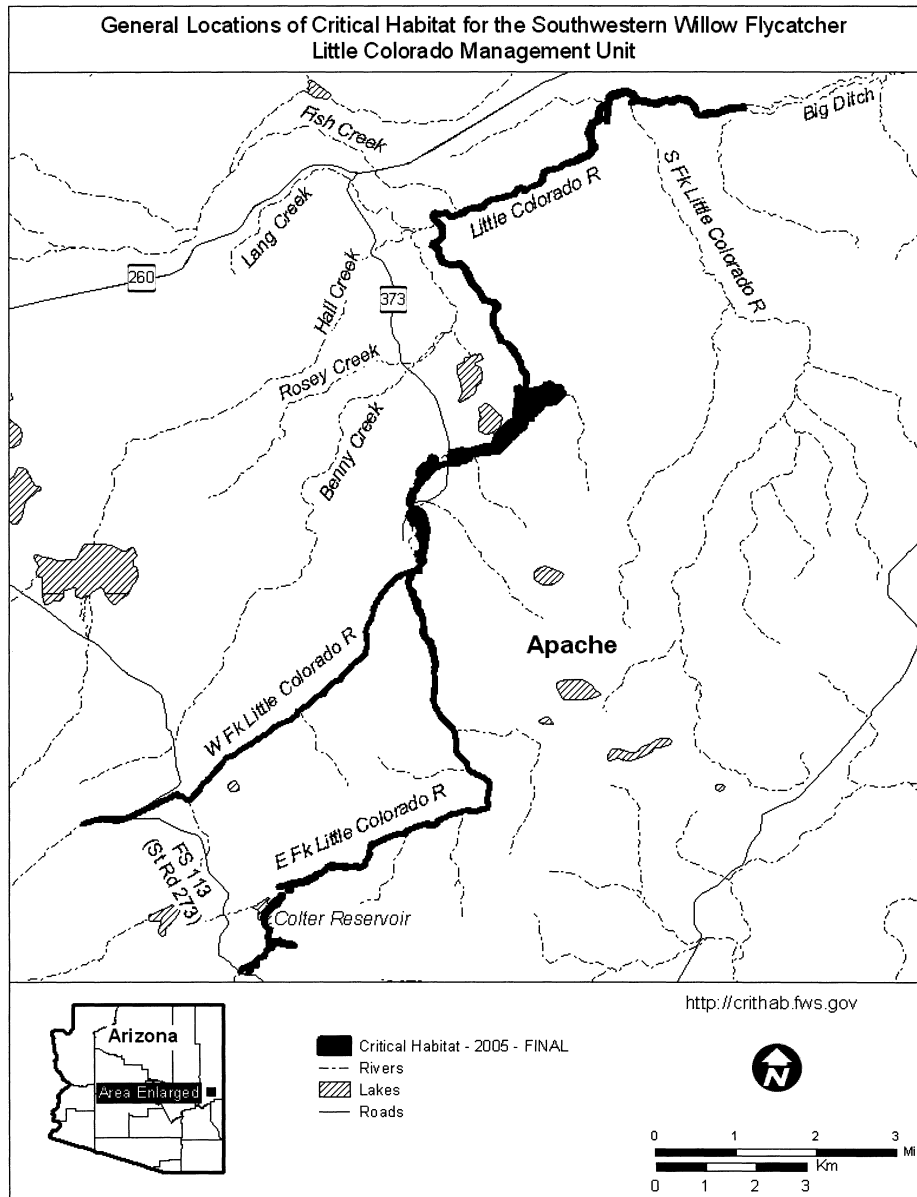 General Locations of Critical Habitat for the Southwestern Willow Flycatcher
Little Colorado Management Unit
Big Ditch
Fish Creek
S Fk Little Colorado R
Little Colorado R
Lang Creek
260
Hall Creek
373
Rosey Creek
Benny Creek
Apache
W Fk Little Colorado R
E Fk Little Colorado R
FS 113
(St Rd 273)
Colter Reservoir
http://crithab.fws.gov
Arizona
Area Enlarged
Critical Habitat - 2005 - FINAL
Rivers
Lakes
Roads
N
0 1 2 3 Mi
Km
0 1 2 3